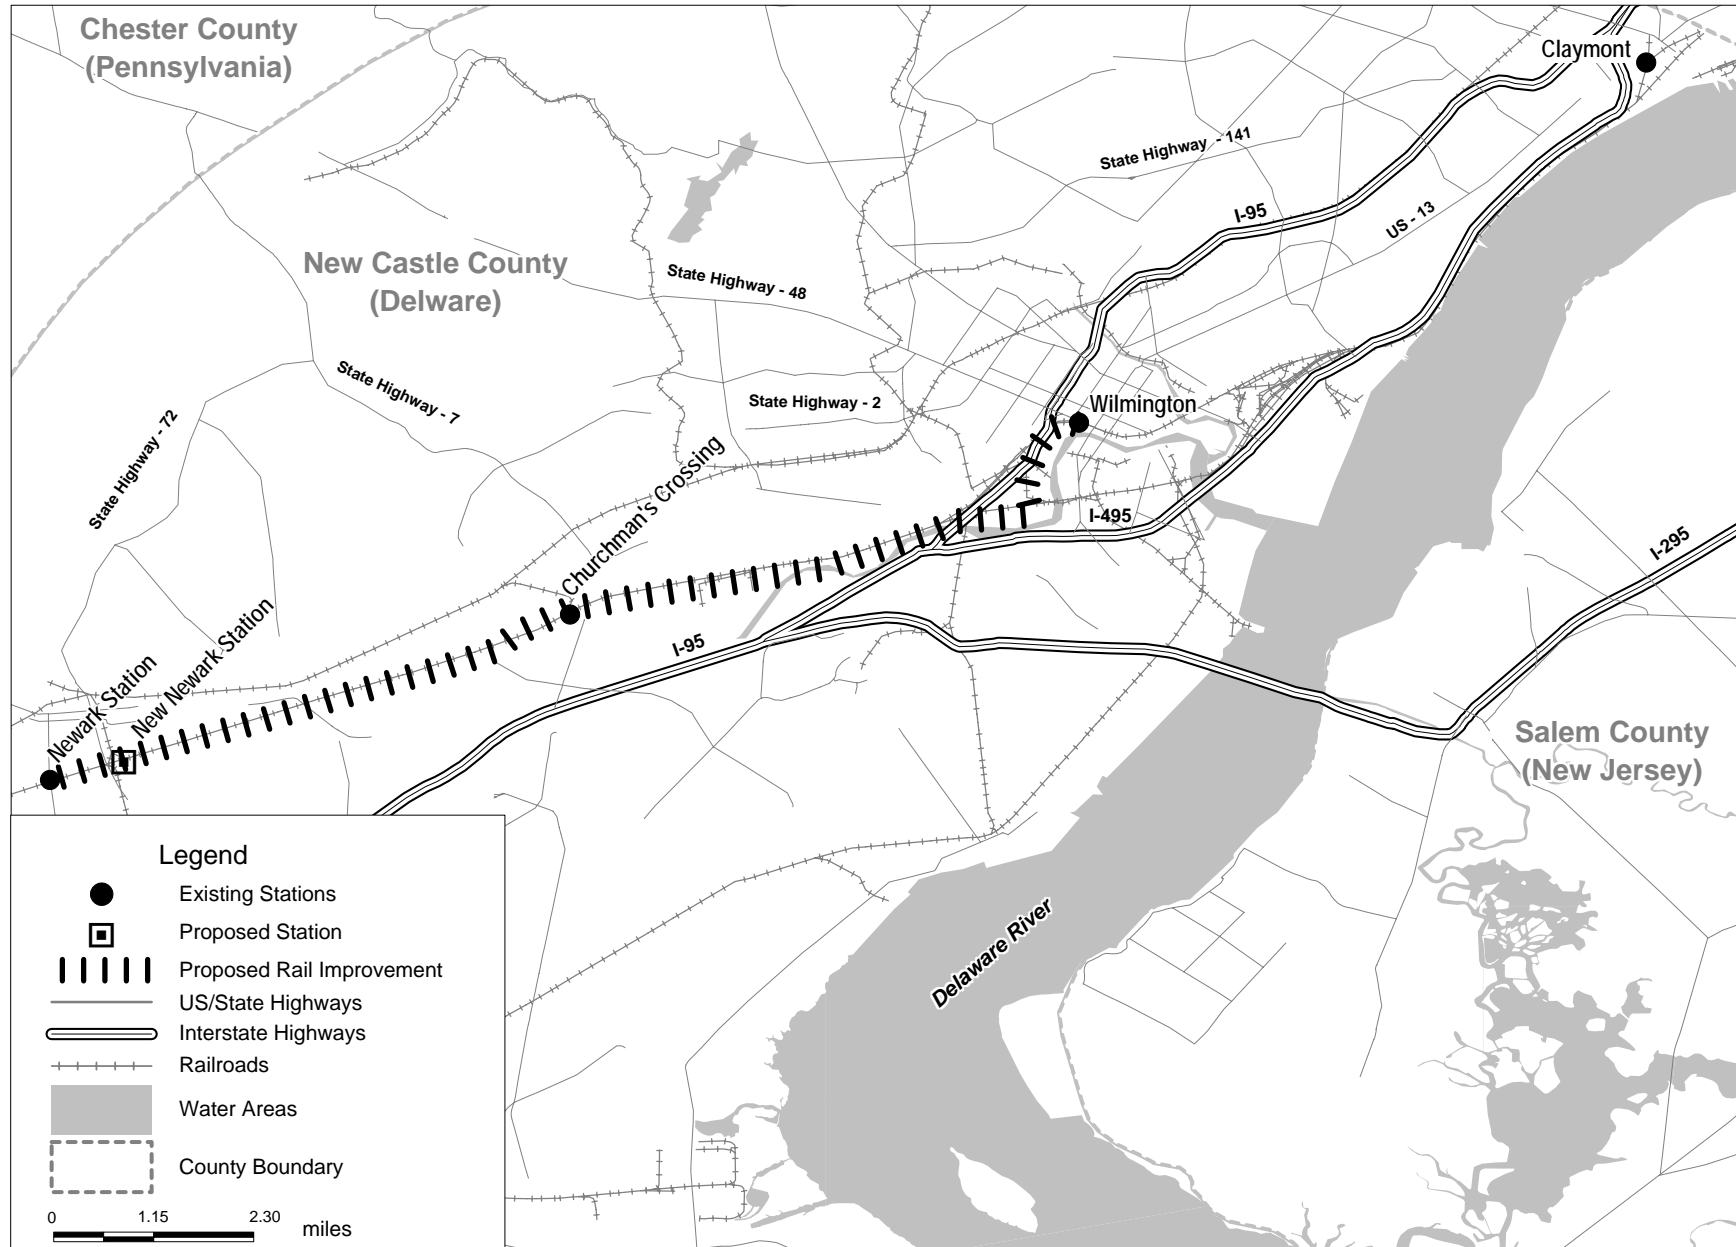 Chester County
(Pennsylvania)
Claymont
State Highway - 141
I-95
US - 13
New Castle County
(Delware)
State Highway - 48
State Highway - 7
State Highway - 2
Wilmington
State Highway - 72
Churchman's Crossing
I-495
I-295
I-95
Newark Station
New Newark Station
Salem County
(New Jersey)
Delaware River
Legend
Existing Stations
Proposed Station
Proposed Rail Improvement
US/State Highways
Interstate Highways
Railroads
Water Areas
County Boundary
0 1.15 2.30
miles